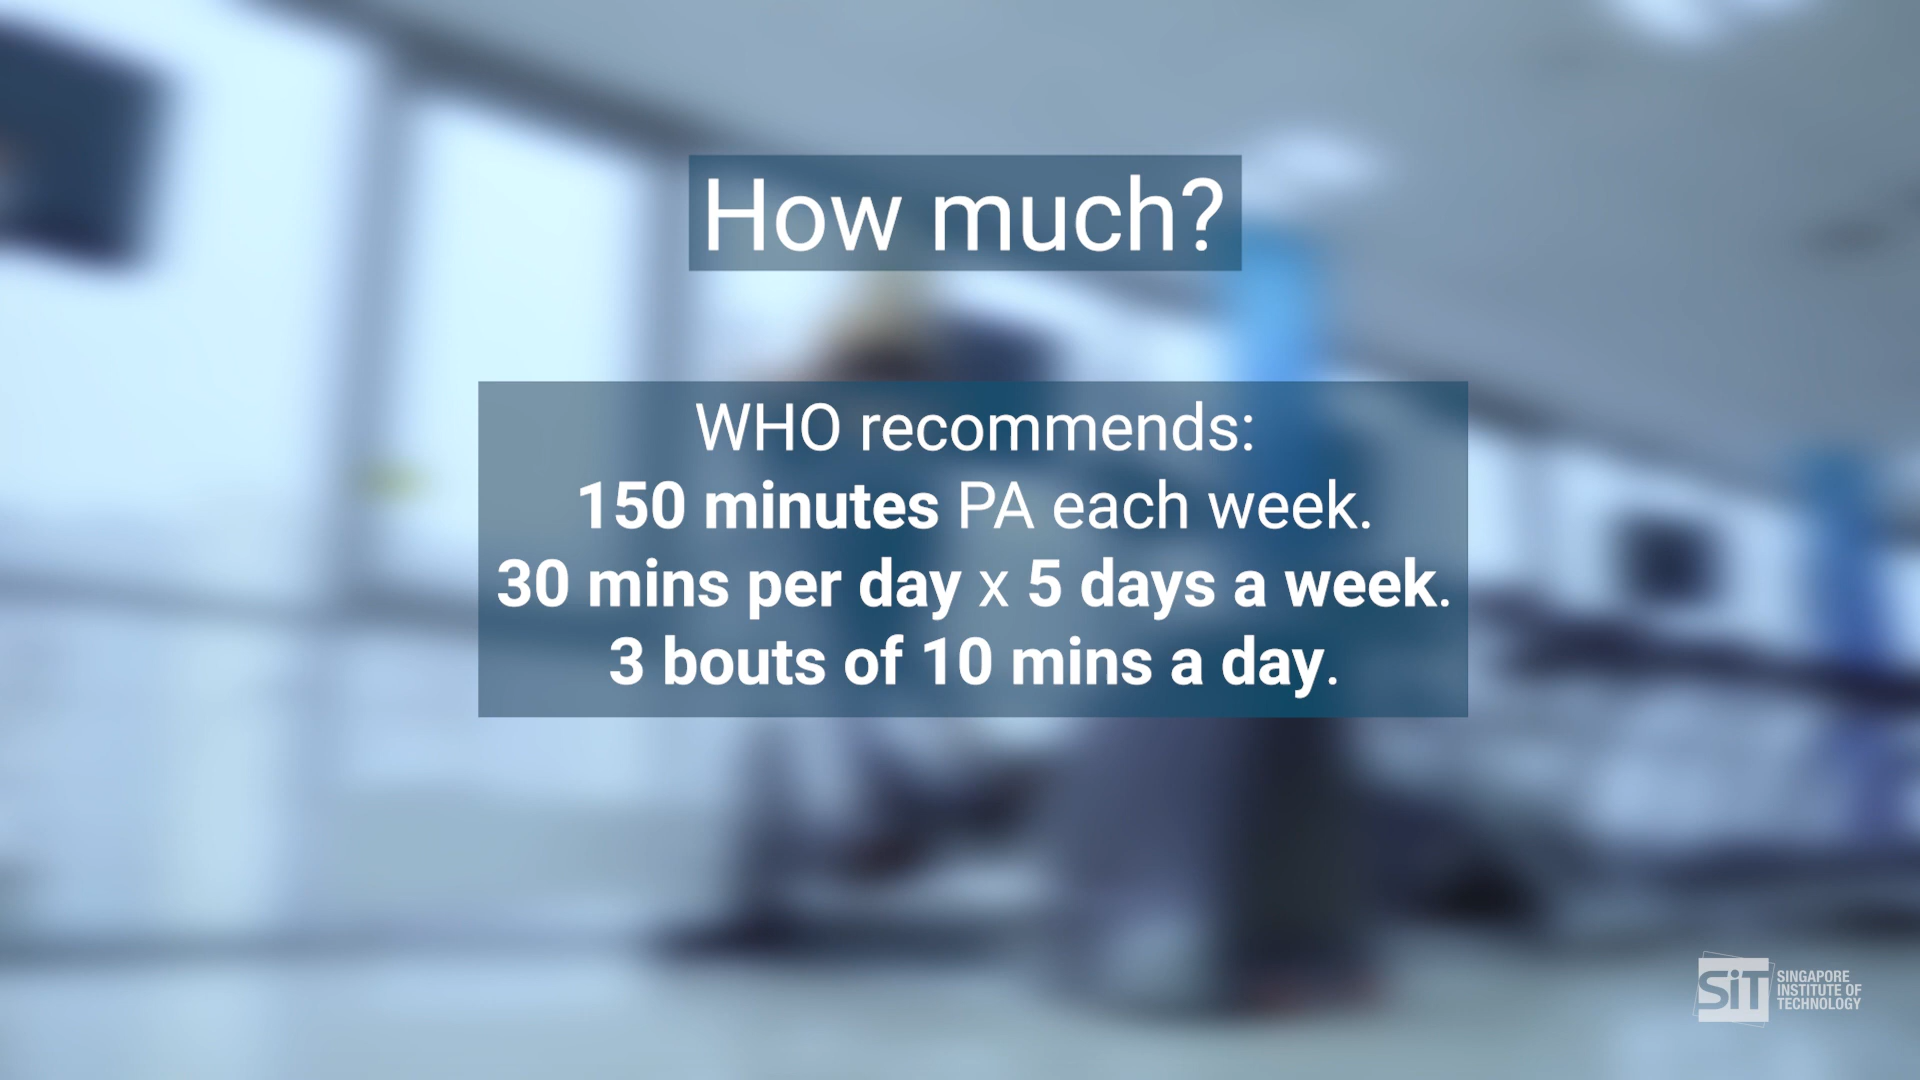 How much?
WHO recommends:
150 minutes PA each week.
30 mins per day x 5 days a week.
3 bouts of 10 mins a day.
SiT
SINGAPORE
INSTITUTE OF
TECHNOLOGY